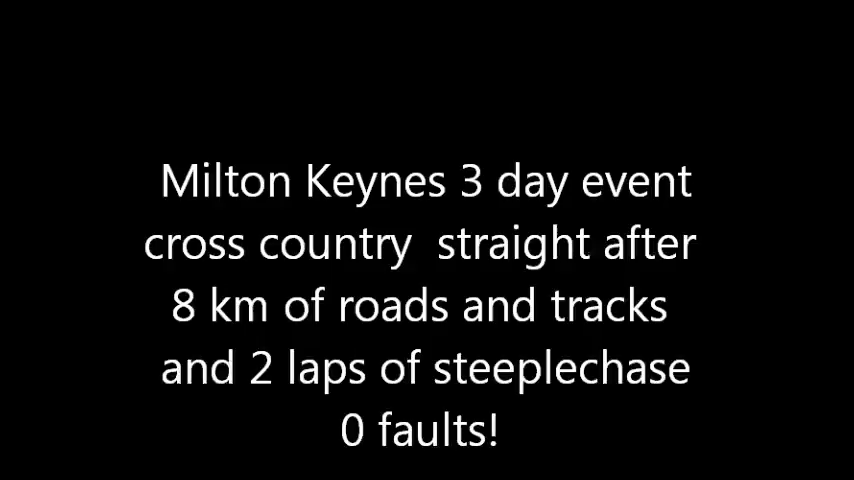 Milton Keynes 3 day event
cross country  straight after
8 km of roads and tracks
and 2 laps of steeplechase
0 faults!